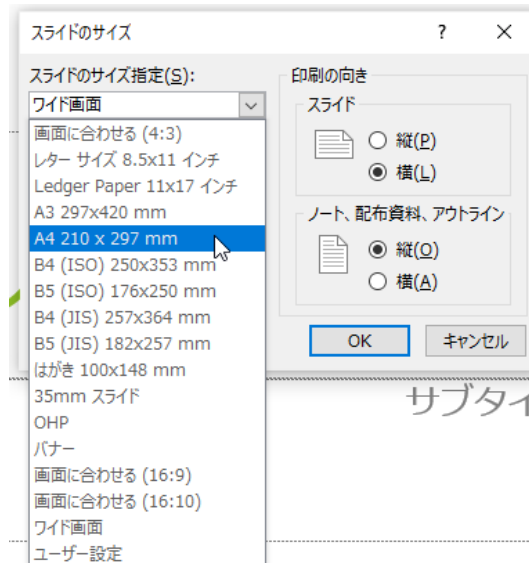 スライドのサイズ
? ×
スライドのサイズ指定(S):
ワイド画面
画面に合わせる (4:3)
レター サイズ 8.5x11 インチ
Ledger Paper 11x17 インチ
A3 297x420 mm
A4 210 x 297 mm
B4 (ISO) 250x353 mm
B5 (ISO) 176x250 mm
B4 (JIS) 257x364 mm
B5 (JIS) 182x257 mm
はがき 100x148 mm
35mm スライド
OHP
バナー
画面に合わせる (16:9)
画面に合わせる (16:10)
ワイド画面
ユーザー設定
印刷の向き
スライド
縦(P)
横(L)
ノート、配布資料、アウトライン
縦(O)
横(A)
OK
キャンセル
サブタイ